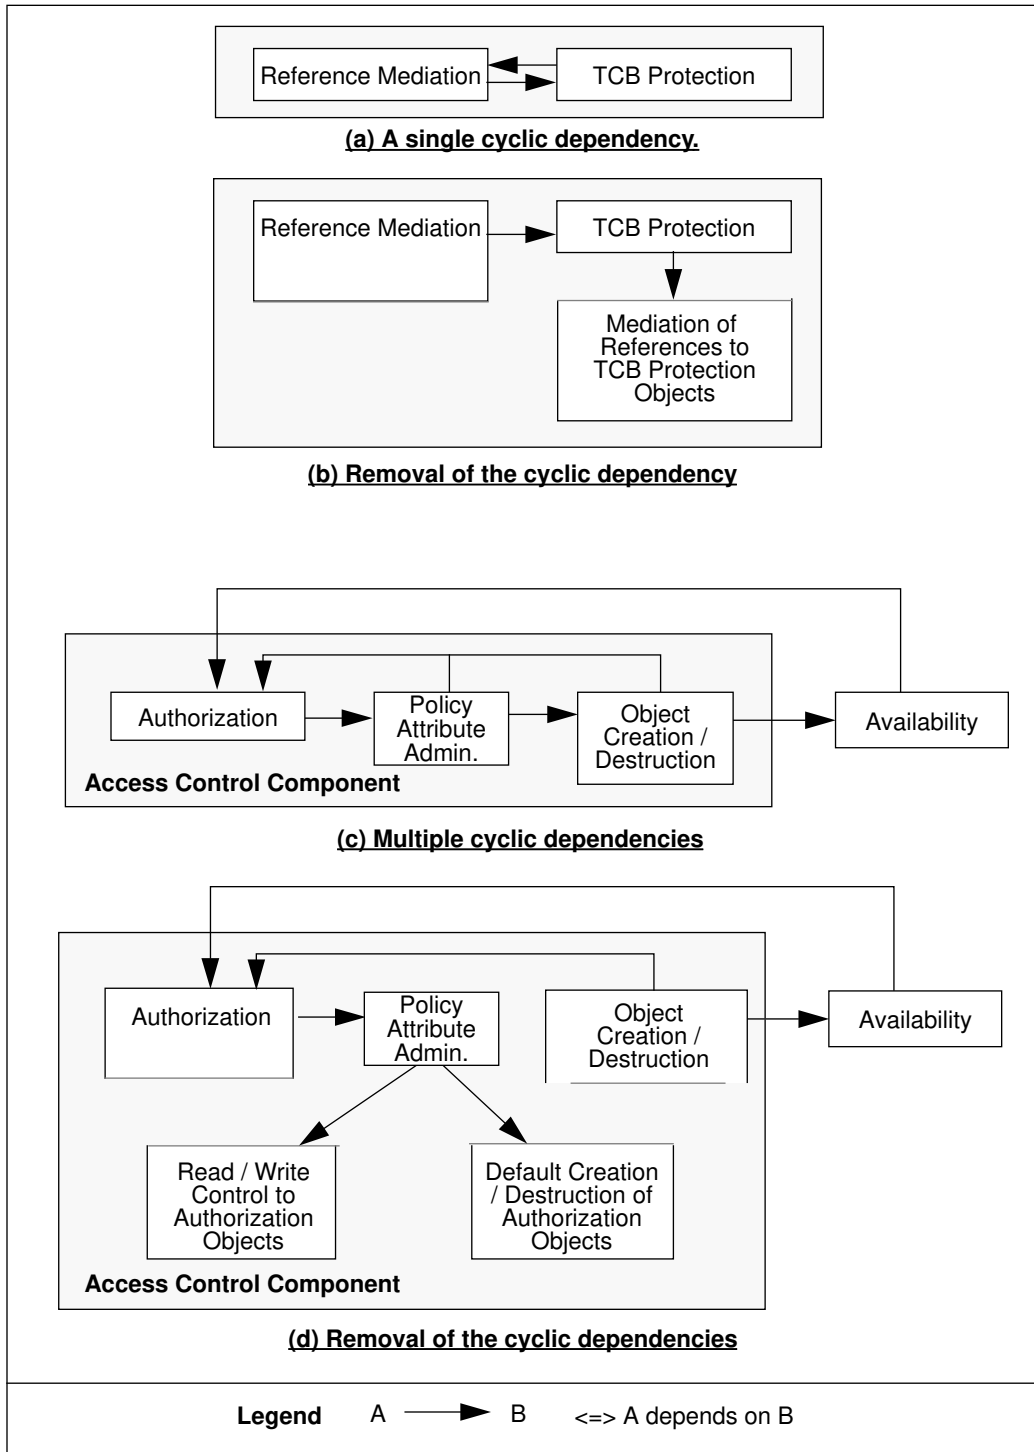 Reference Mediation
TCB Protection
(a) A single cyclic dependency.
Reference Mediation
TCB Protection
Mediation of
References to
TCB Protection
Objects
(b) Removal of the cyclic dependency
Authorization
Policy
Attribute
Admin.
Object
Creation /
Destruction
Availability
Access Control Component
(c) Multiple cyclic dependencies
Authorization
Policy
Attribute
Admin.
Object
Creation /
Destruction
Availability
Read / Write
Control to
Authorization
Objects
Default Creation
/ Destruction of
Authorization
Objects
Access Control Component
(d) Removal of the cyclic dependencies
Legend A B <=> A depends on B